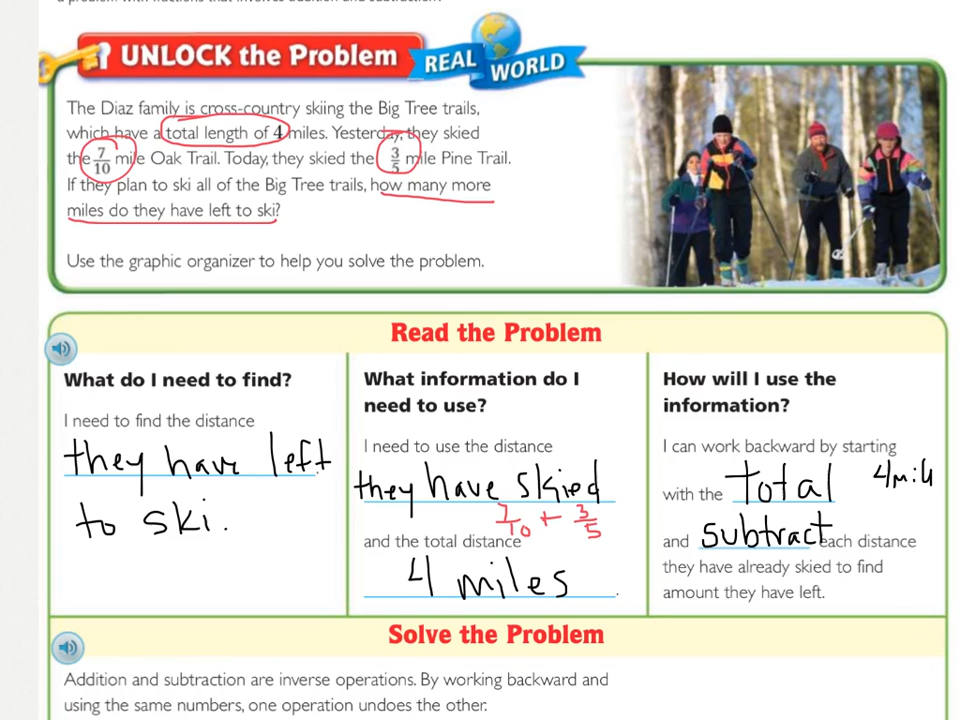 UNLOCK the Problem REAL WORLD
The Diaz family is cross-country skiing the Big Tree trails,
which have a total length of 4 miles. Yesterday, they skied
the 7/10 mile Oak Trail. Today, they skied the 3/5 mile Pine Trail.
If they plan to ski all of the Big Tree trails, how many more
miles do they have left to ski?
Use the graphic organizer to help you solve the problem.
Read the Problem
What do I need to find?
I need to find the distance
they have left
to ski.
What information do I
need to use?
I need to use the distance
they have skied
7/10 + 3/5
and the total distance
4 miles.
How will I use the
information?
I can work backward by starting
with the total 4 mile
and subtract each distance
they have already skied to find
amount they have left.
Solve the Problem
Addition and subtraction are inverse operations. By working backward and
using the same numbers, one operation undoes the other.